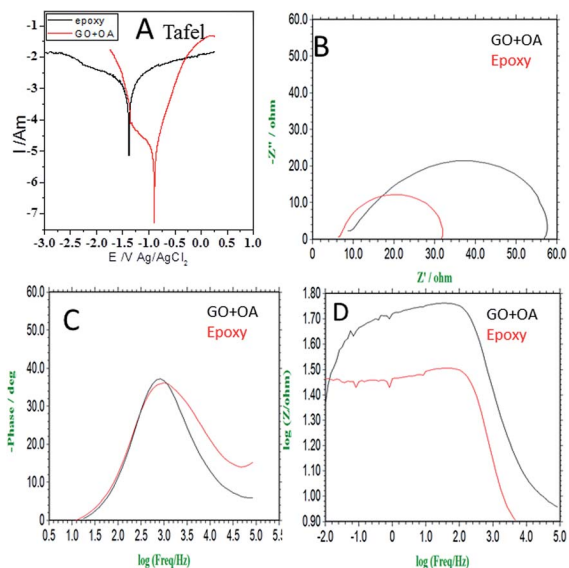 epoxy
GO+OA
A Tafel
-1
-2
-3
-4
-5
-6
-7
I /Am
-3.0 -2.5 -2.0 -1.5 -1.0 -0.5 0.0 0.5 1.0
E /V Ag/AgCl2
B
GO+OA
Epoxy
60.0
50.0
40.0
30.0
20.0
10.0
0
-Z'' / ohm
0 10.0 20.0 30.0 40.0 50.0 60.0
Z' / ohm
C
GO+OA
Epoxy
60.0
50.0
40.0
30.0
20.0
10.0
0
-Phase / deg
0.5 1.0 1.5 2.0 2.5 3.0 3.5 4.0 4.5 5.0 5.5
log (Freq/Hz)
D
GO+OA
Epoxy
1.80
1.70
1.60
1.50
1.40
1.30
1.20
1.10
1.00
0.90
log (Z/ohm)
-2.0 -1.0 0 1.0 2.0 3.0 4.0 5.0
log (Freq/Hz)